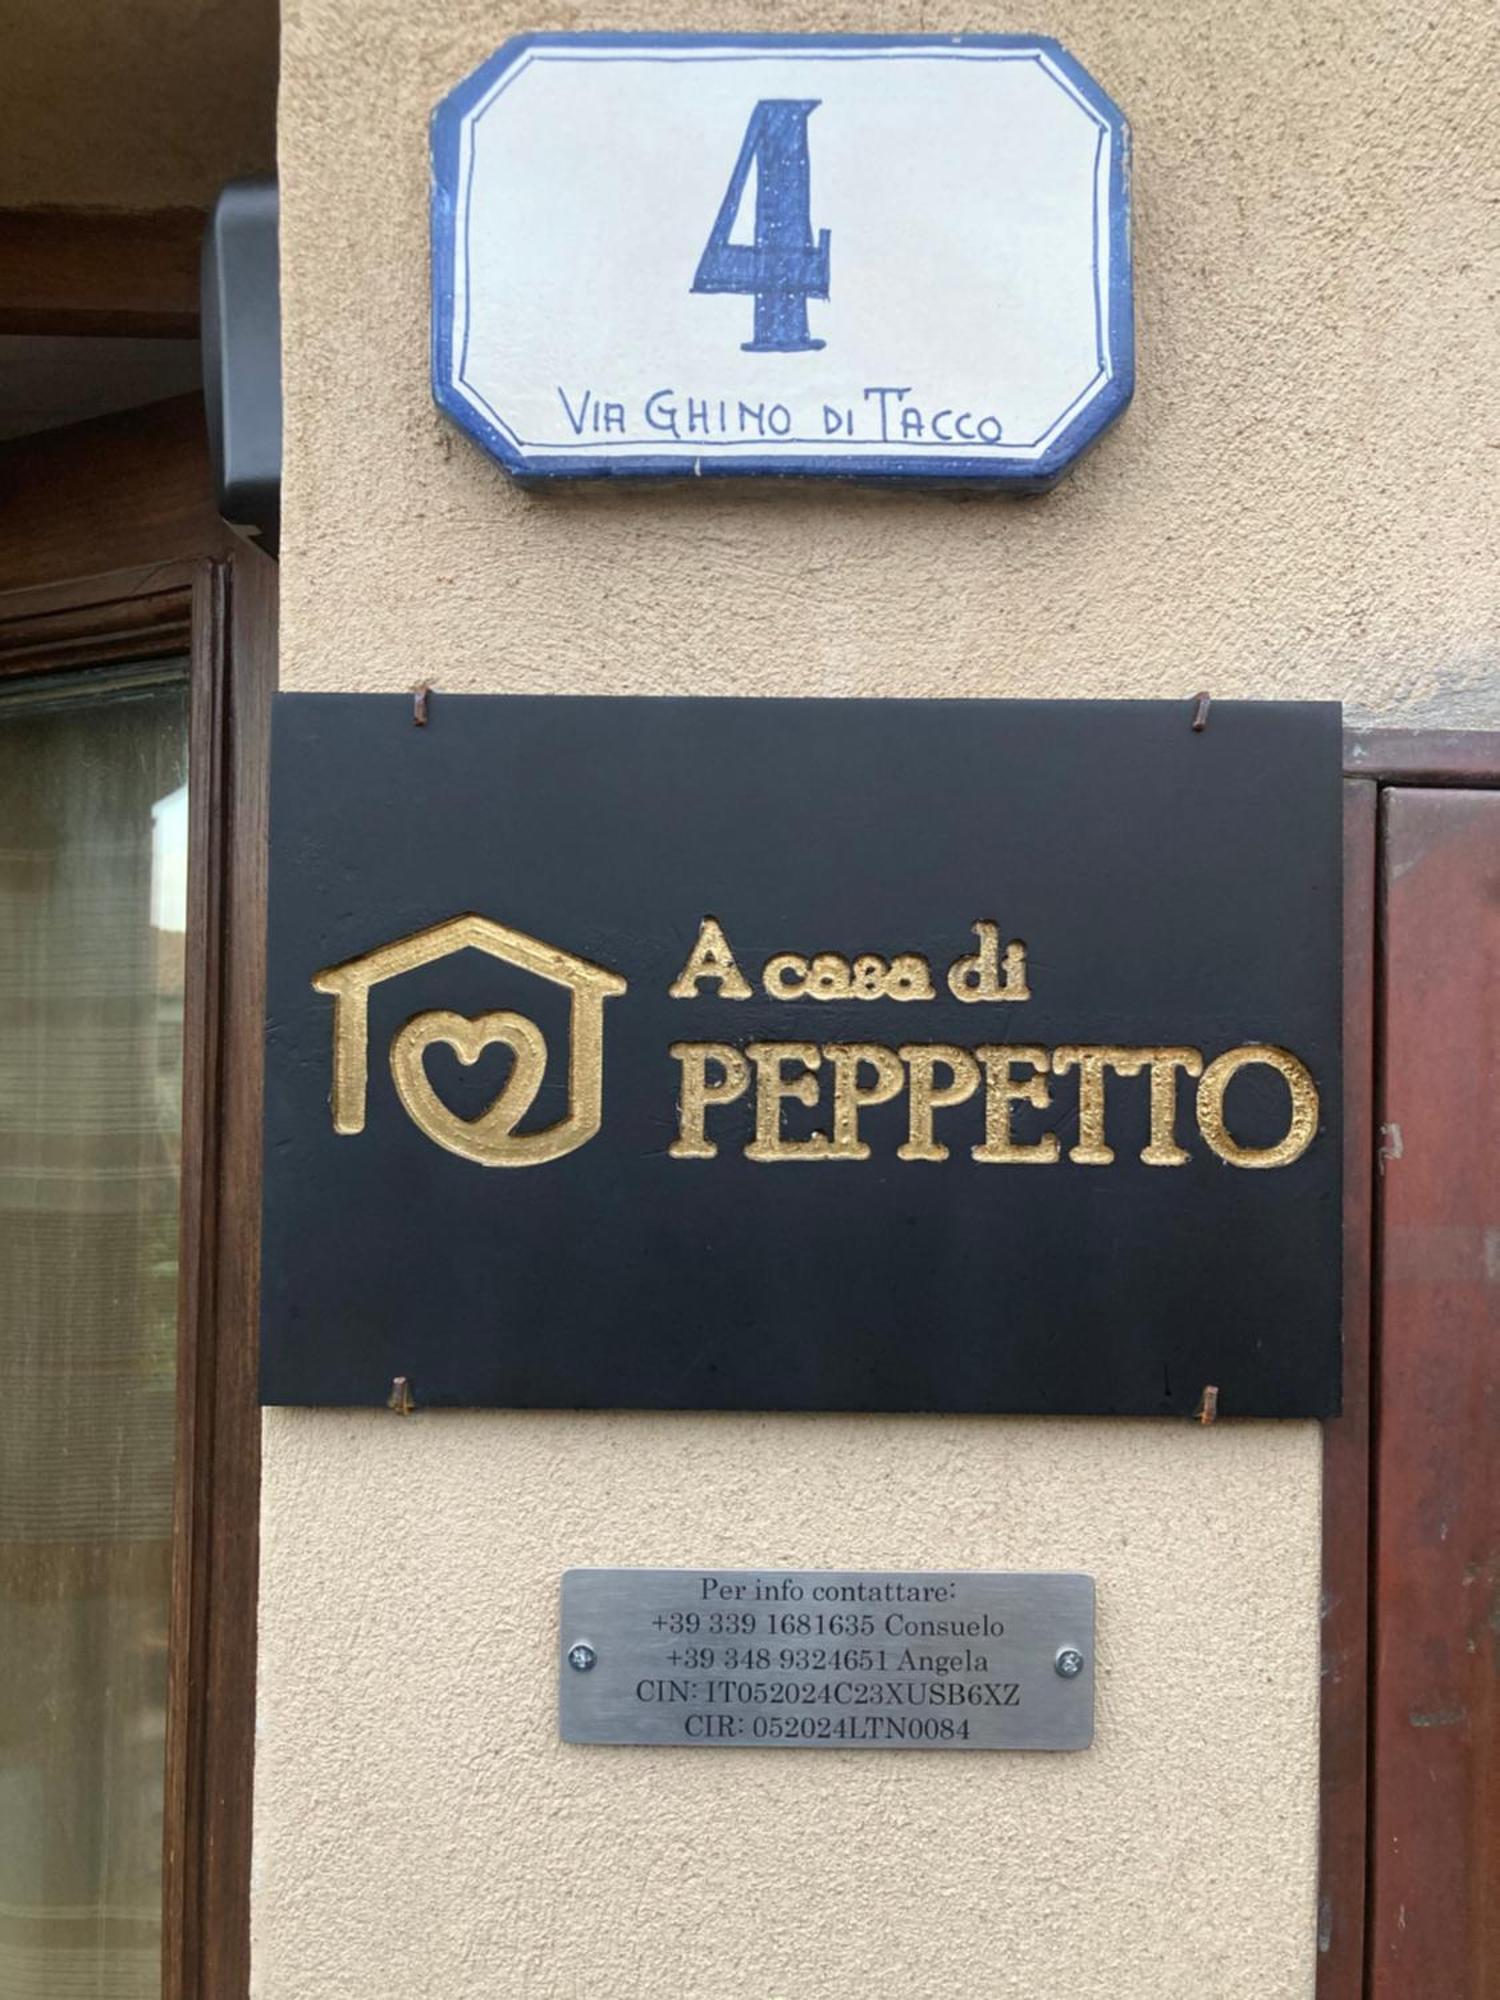 4
VIA GHINO DI TACCO
A casa di
PEPPETTO
Per info contattare:
+39 339 1681635 Consuelo
+39 348 9324651 Angela
CIN: IT052024C23XUSB6XZ
CIR: 052024LTN0084